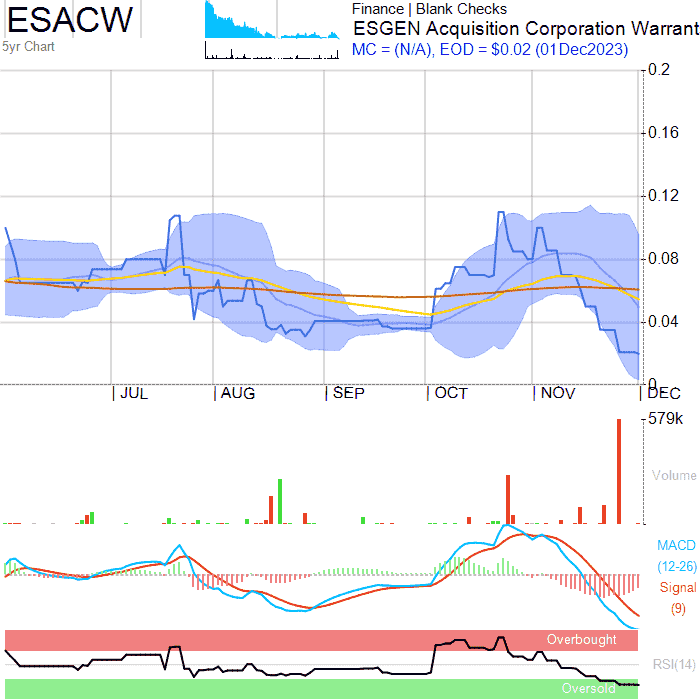 ESACW
5yr Chart
Finance | Blank Checks
ESGEN Acquisition Corporation Warrant
MC = (N/A), EOD = $0.02 (01Dec2023)
0.2
0.16
0.12
0.08
0.04
0
JUL AUG SEP OCT NOV DEC
579k
Volume
MACD
(12-26)
Signal
(9)
Overbought
RSI(14)
Oversold